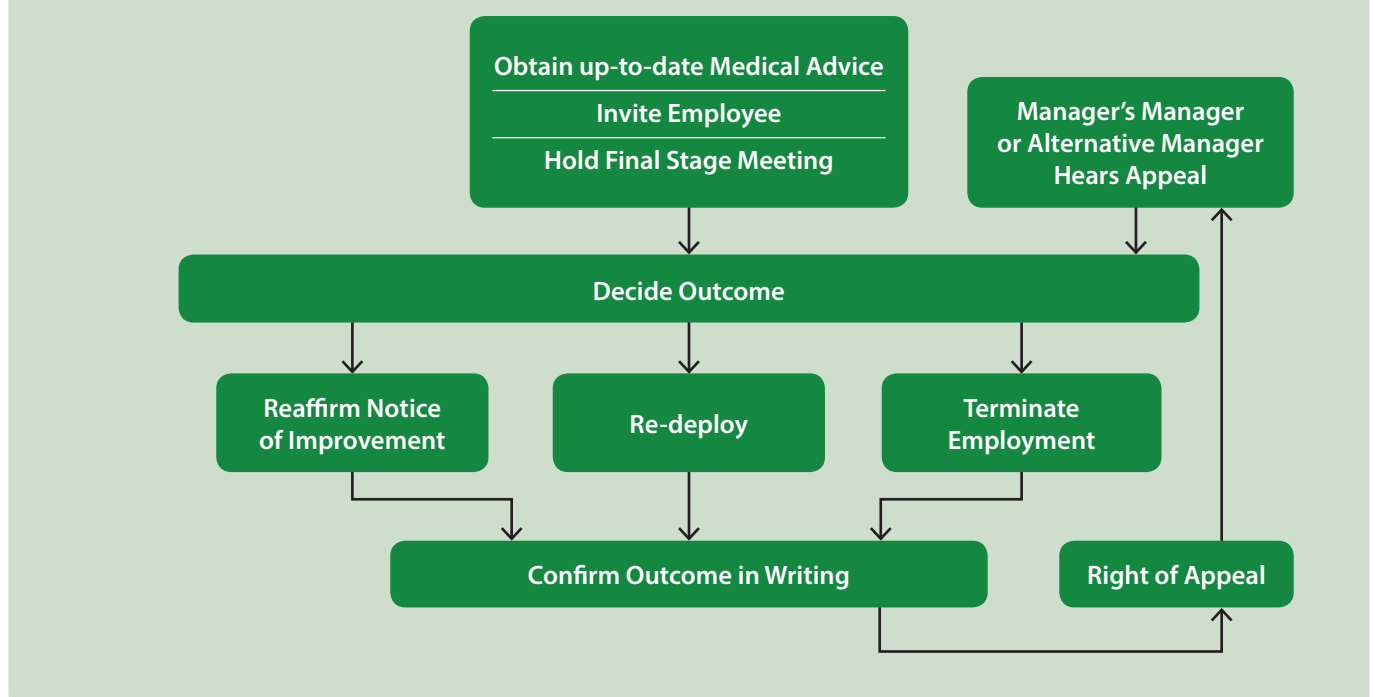 Obtain up-to-date Medical Advice
Invite Employee
Hold Final Stage Meeting
Manager’s Manager
or Alternative Manager
Hears Appeal
Decide Outcome
Reaffirm Notice
of Improvement
Re-deploy
Terminate
Employment
Confirm Outcome in Writing
Right of Appeal